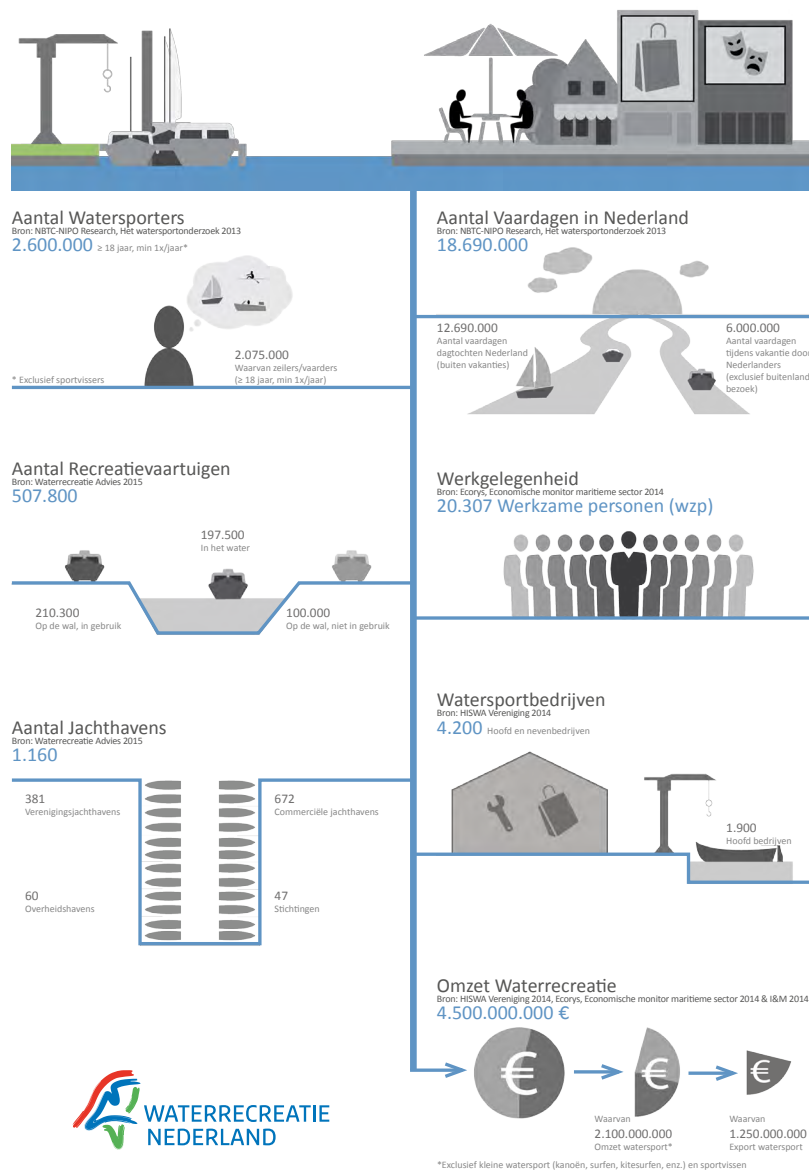 Aantal Watersporters
Bron: NBTC-NIPO Research, Het watersportonderzoek 2013
2.600.000 ≥ 18 jaar, min 1x/jaar*
2.075.000
Waarvan zeilers/vaarders
(≥ 18 jaar, min 1x/jaar)
* Exclusief sportvissers
Aantal Recreatievaartuigen
Bron: Waterrecreatie Advies 2015
507.800
197.500
In het water
210.300
Op de wal, in gebruik
100.000
Op de wal, niet in gebruik
Aantal Jachthavens
Bron: Waterrecreatie Advies 2015
1.160
381
Verenigingsjachthavens
672
Commerciële jachthavens
60
Overheidshavens
47
Stichtingen
WATERRECREATIE
NEDERLAND
Aantal Vaardagen in Nederland
Bron: NBTC-NIPO Research, Het watersportonderzoek 2013
18.690.000
12.690.000
Aantal vaardagen
dagtochten Nederland
(buiten vakanties)
6.000.000
Aantal vaardagen
tijdens vakantie door
Nederlanders
(exclusief buitenland
bezoek)
Werkgelegenheid
Bron: Ecorys, Economische monitor maritieme sector 2014
20.307 Werkzame personen (wzp)
Watersportbedrijven
Bron: HISWA Vereniging 2014
4.200 Hoofd en nevenbedrijven
1.900
Hoofd bedrijven
Omzet Waterrecreatie
Bron: HISWA Vereniging 2014, Ecorys, Economische monitor maritieme sector 2014 & I&M 2014
4.500.000.000 €
€
€
€
Waarvan
2.100.000.000
Omzet watersport*
Waarvan
1.250.000.000
Export watersport
*Exclusief kleine watersport (kanoën, surfen, kitesurfen, enz.) en sportvissen